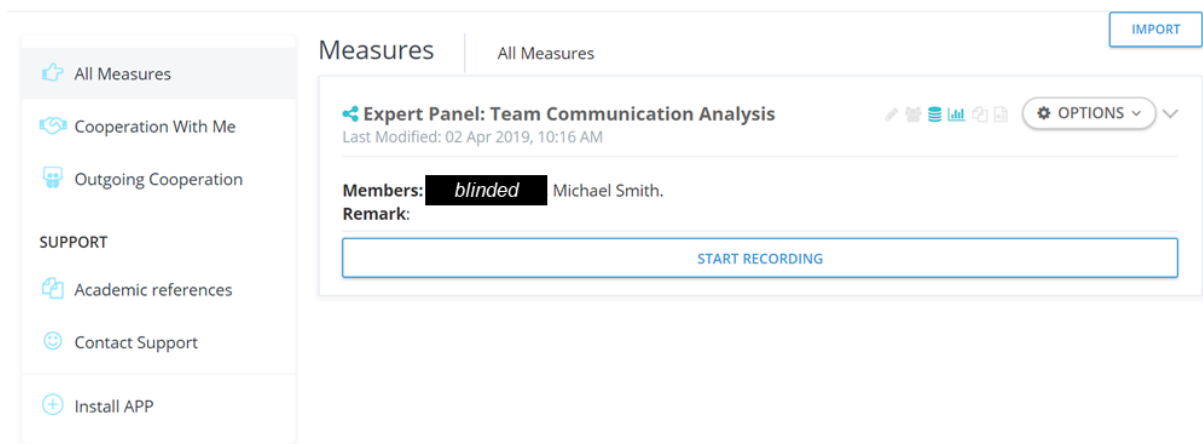 IMPORT
All Measures
Cooperation With Me
Outgoing Cooperation
SUPPORT
Academic references
Contact Support
Install APP
Measures All Measures
Expert Panel: Team Communication Analysis OPTIONS
Last Modified: 02 Apr 2019, 10:16 AM
Members: blinded Michael Smith.
Remark:
START RECORDING